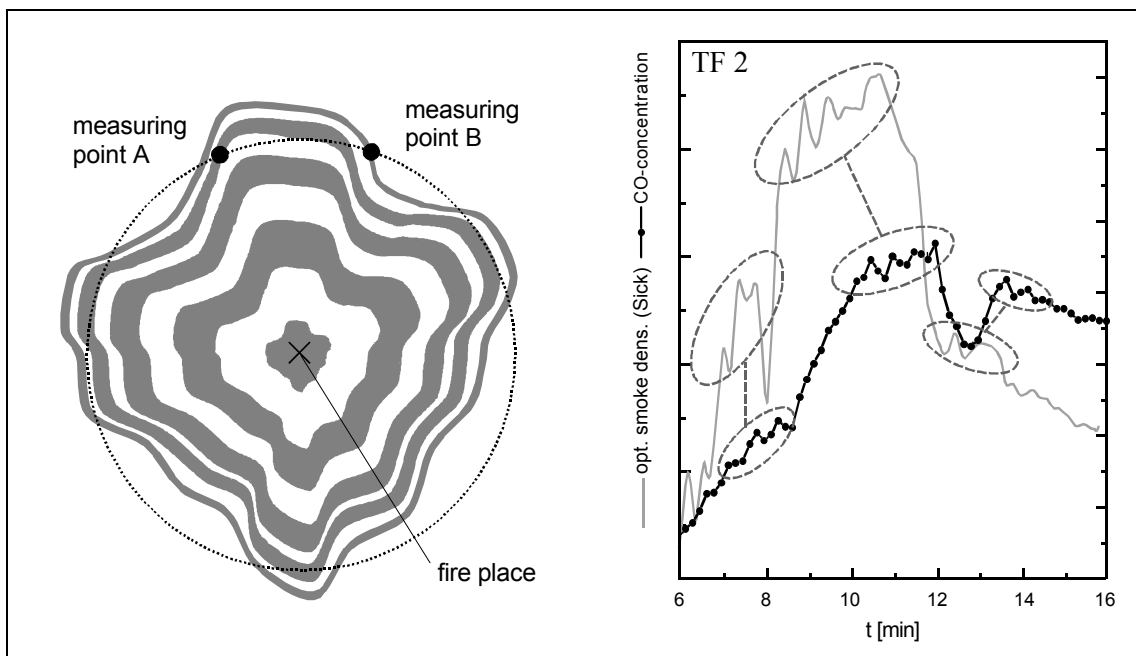 measuring
point A
measuring
point B
fire place
TF 2
opt. smoke dens. (Sick) CO-concentration
6 8 10 12 14 16
t [min]